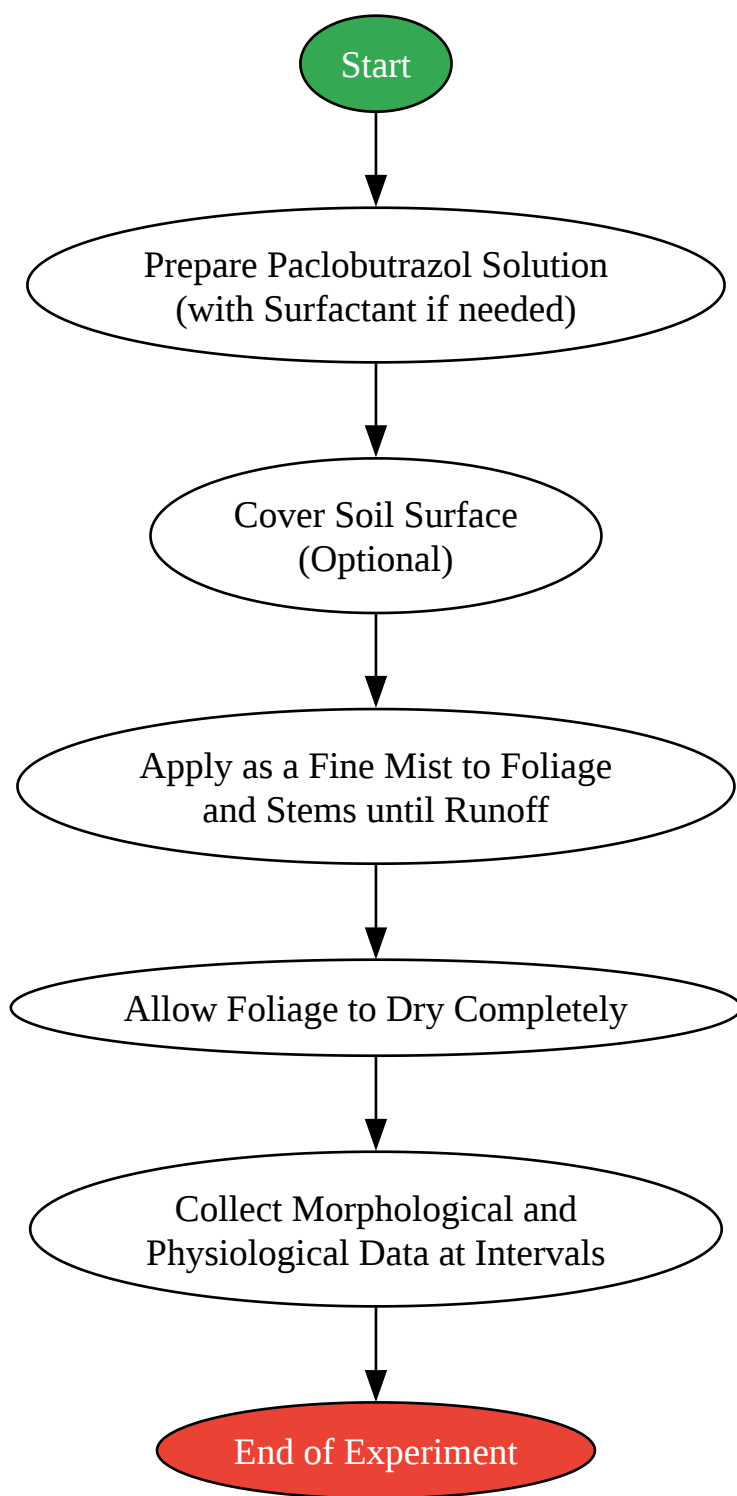 Start
Prepare Paclobutrazol Solution
(with Surfactant if needed)
Cover Soil Surface
(Optional)
Apply as a Fine Mist to Foliage
and Stems until Runoff
Allow Foliage to Dry Completely
Collect Morphological and
Physiological Data at Intervals
End of Experiment